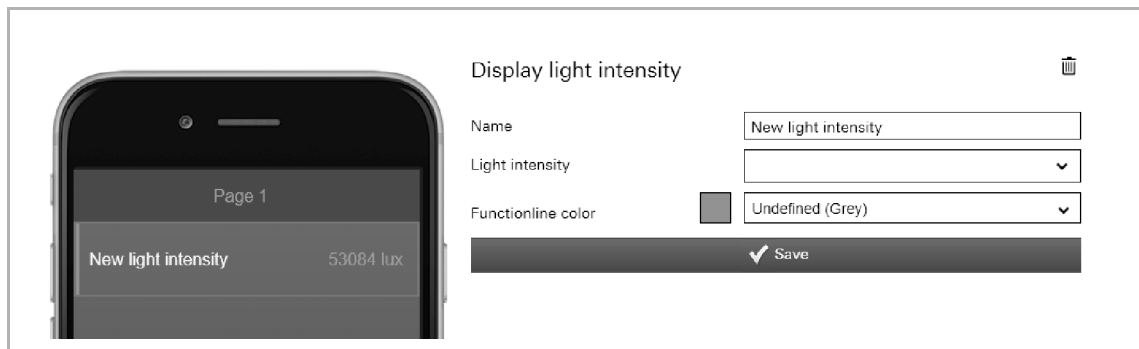 Page 1
New light intensity 53084 lux
Display light intensity
Name New light intensity
Light intensity
Functionline color Undefined (Grey)
Save